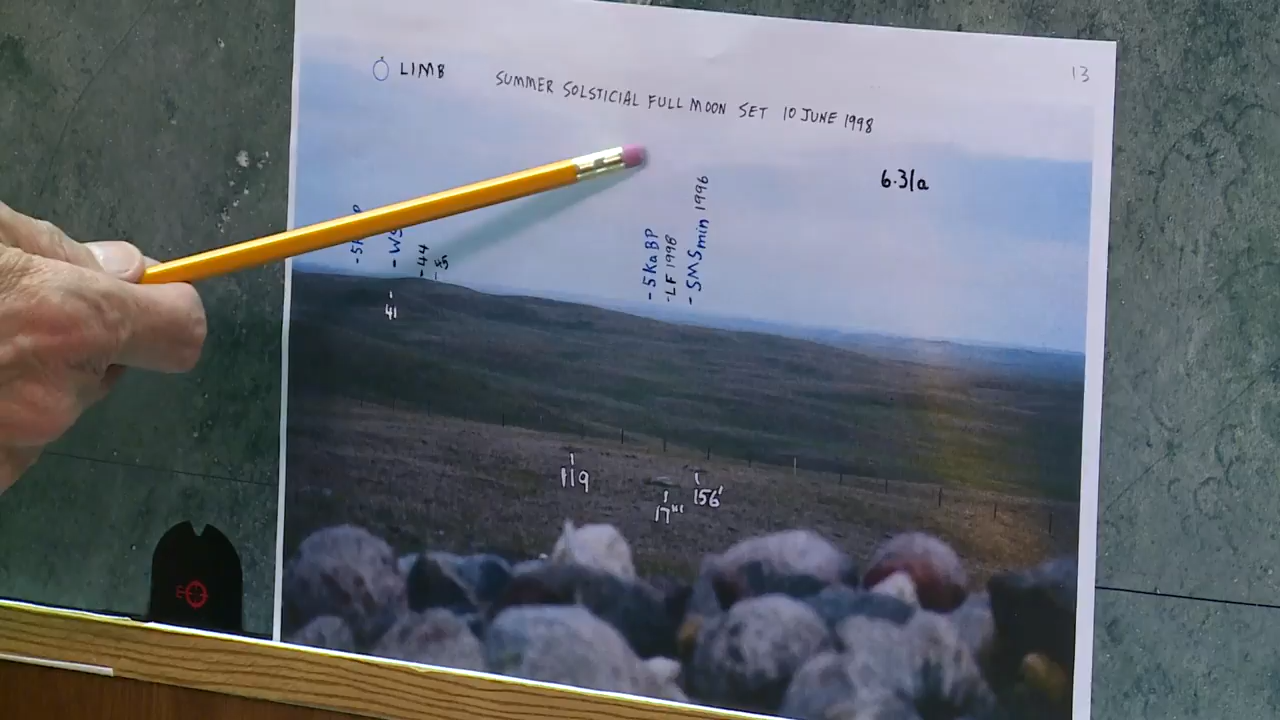 LIMB
SUMMER SOLSTICIAL FULL MOON SET 10 JUNE 1998
13
6.31a
-5KaBP
-LF 1998
-SMSmin 1996
-44
41
119
17"'
156'
E